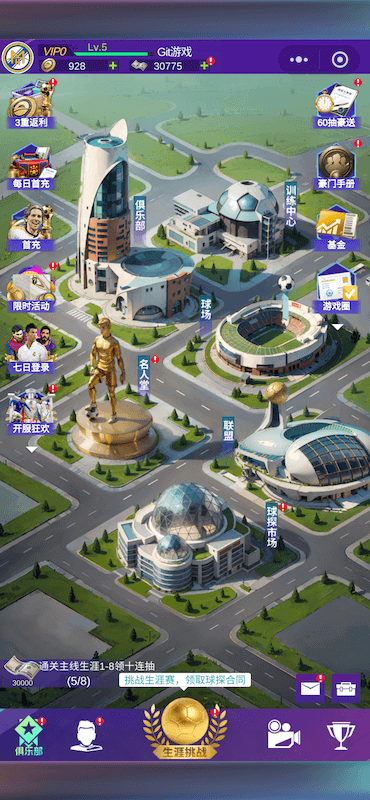 VIP0
Lv.5
Git游戏
928
30775
3重返利
60抽豪送
每日首充
豪门手册
首充
基金
限时活动
游戏圈
七日登录
开服狂欢
俱乐部
训练中心
球场
名人堂
联盟
球探市场
通关主线生涯1-8领十连抽
30000
(5/8)
挑战生涯赛，领取球探合同
俱乐部
生涯挑战